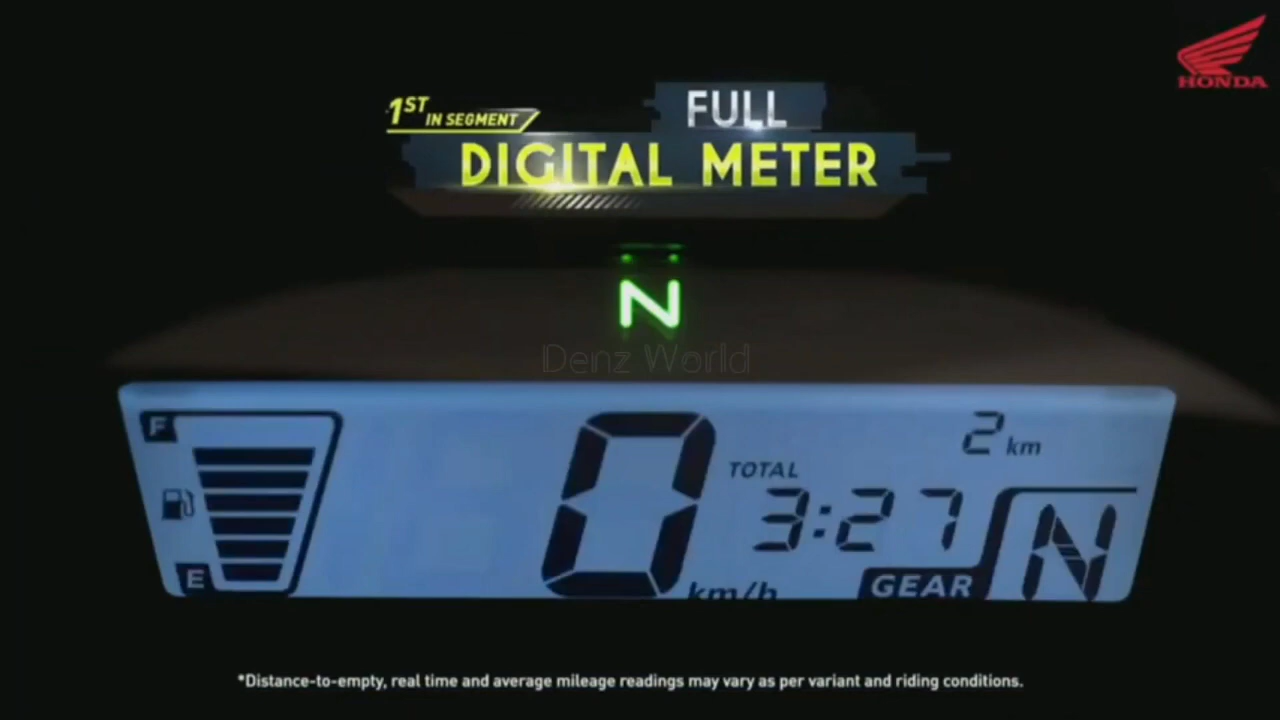 HONDA
1ST IN SEGMENT
FULL
DIGITAL METER
N
Denz World
F
2 km
TOTAL
3:27
0 km/h
E
GEAR N
*Distance-to-empty, real time and average mileage readings may vary as per variant and riding conditions.